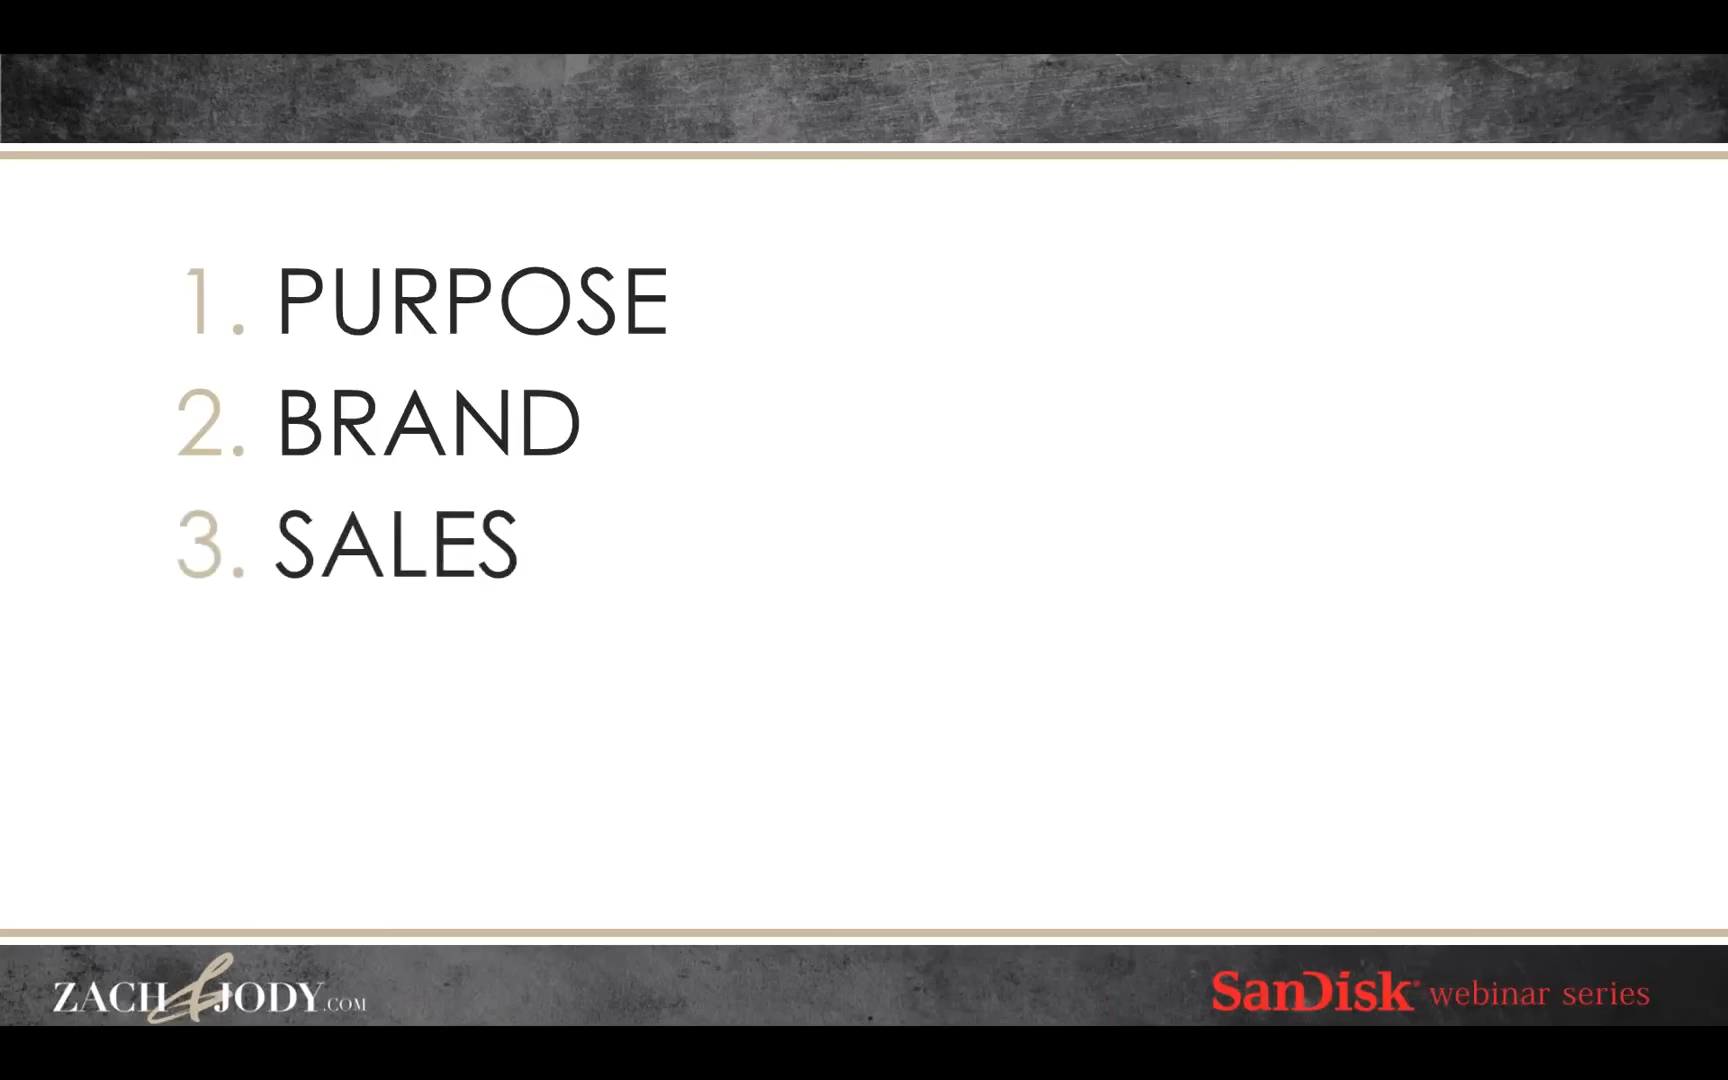 1. PURPOSE
2. BRAND
3. SALES
ZACH & JODY.COM
SanDisk® webinar series